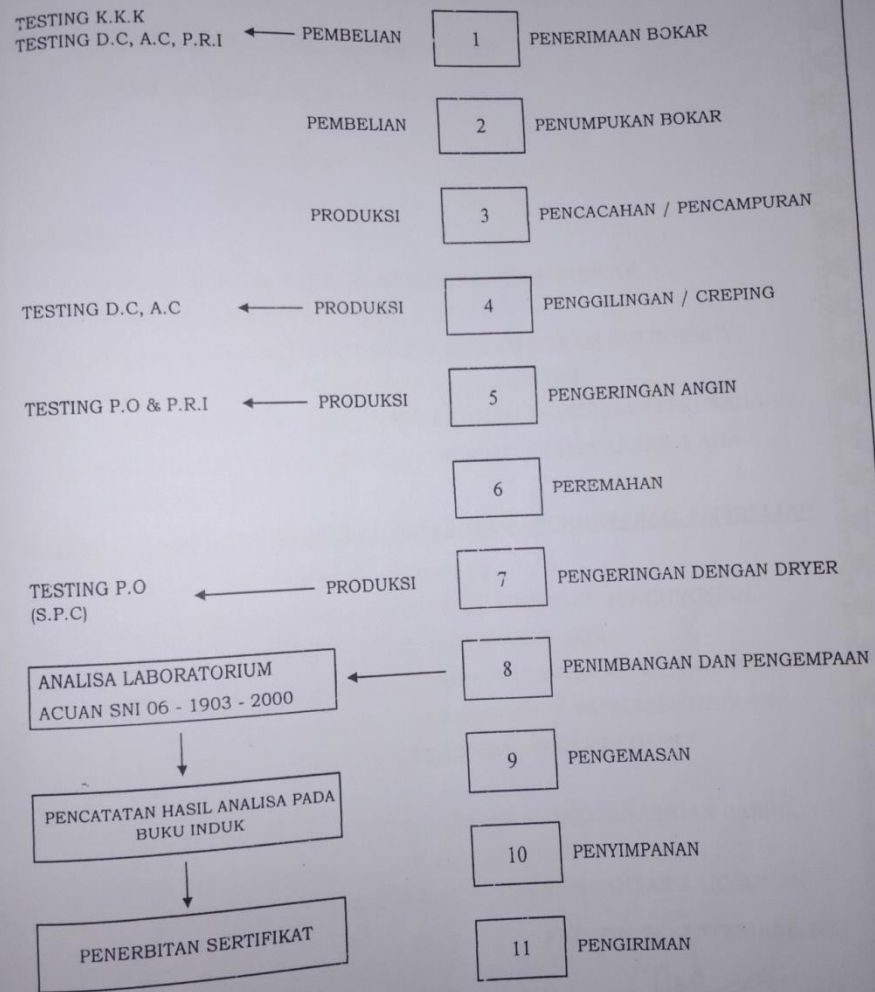 TESTING K.K.K
TESTING D.C, A.C, P.R.I
PEMBELIAN
1
PENERIMAAN BOKAR
PEMBELIAN
2
PENUMPUKAN BOKAR
PRODUKSI
3
PENCACAHAN / PENCAMPURAN
TESTING D.C, A.C
PRODUKSI
4
PENGGILINGAN / CREPING
TESTING P.O & P.R.I
PRODUKSI
5
PENGERINGAN ANGIN
6
PEREMAHAN
TESTING P.O
(S.P.C)
PRODUKSI
7
PENGERINGAN DENGAN DRYER
ANALISA LABORATORIUM
ACUAN SNI 06 - 1903 - 2000
8
PENIMBANGAN DAN PENGEMPAAN
9
PENGEMASAN
PENCATATAN HASIL ANALISA PADA
BUKU INDUK
10
PENYIMPANAN
PENERBITAN SERTIFIKAT
11
PENGIRIMAN